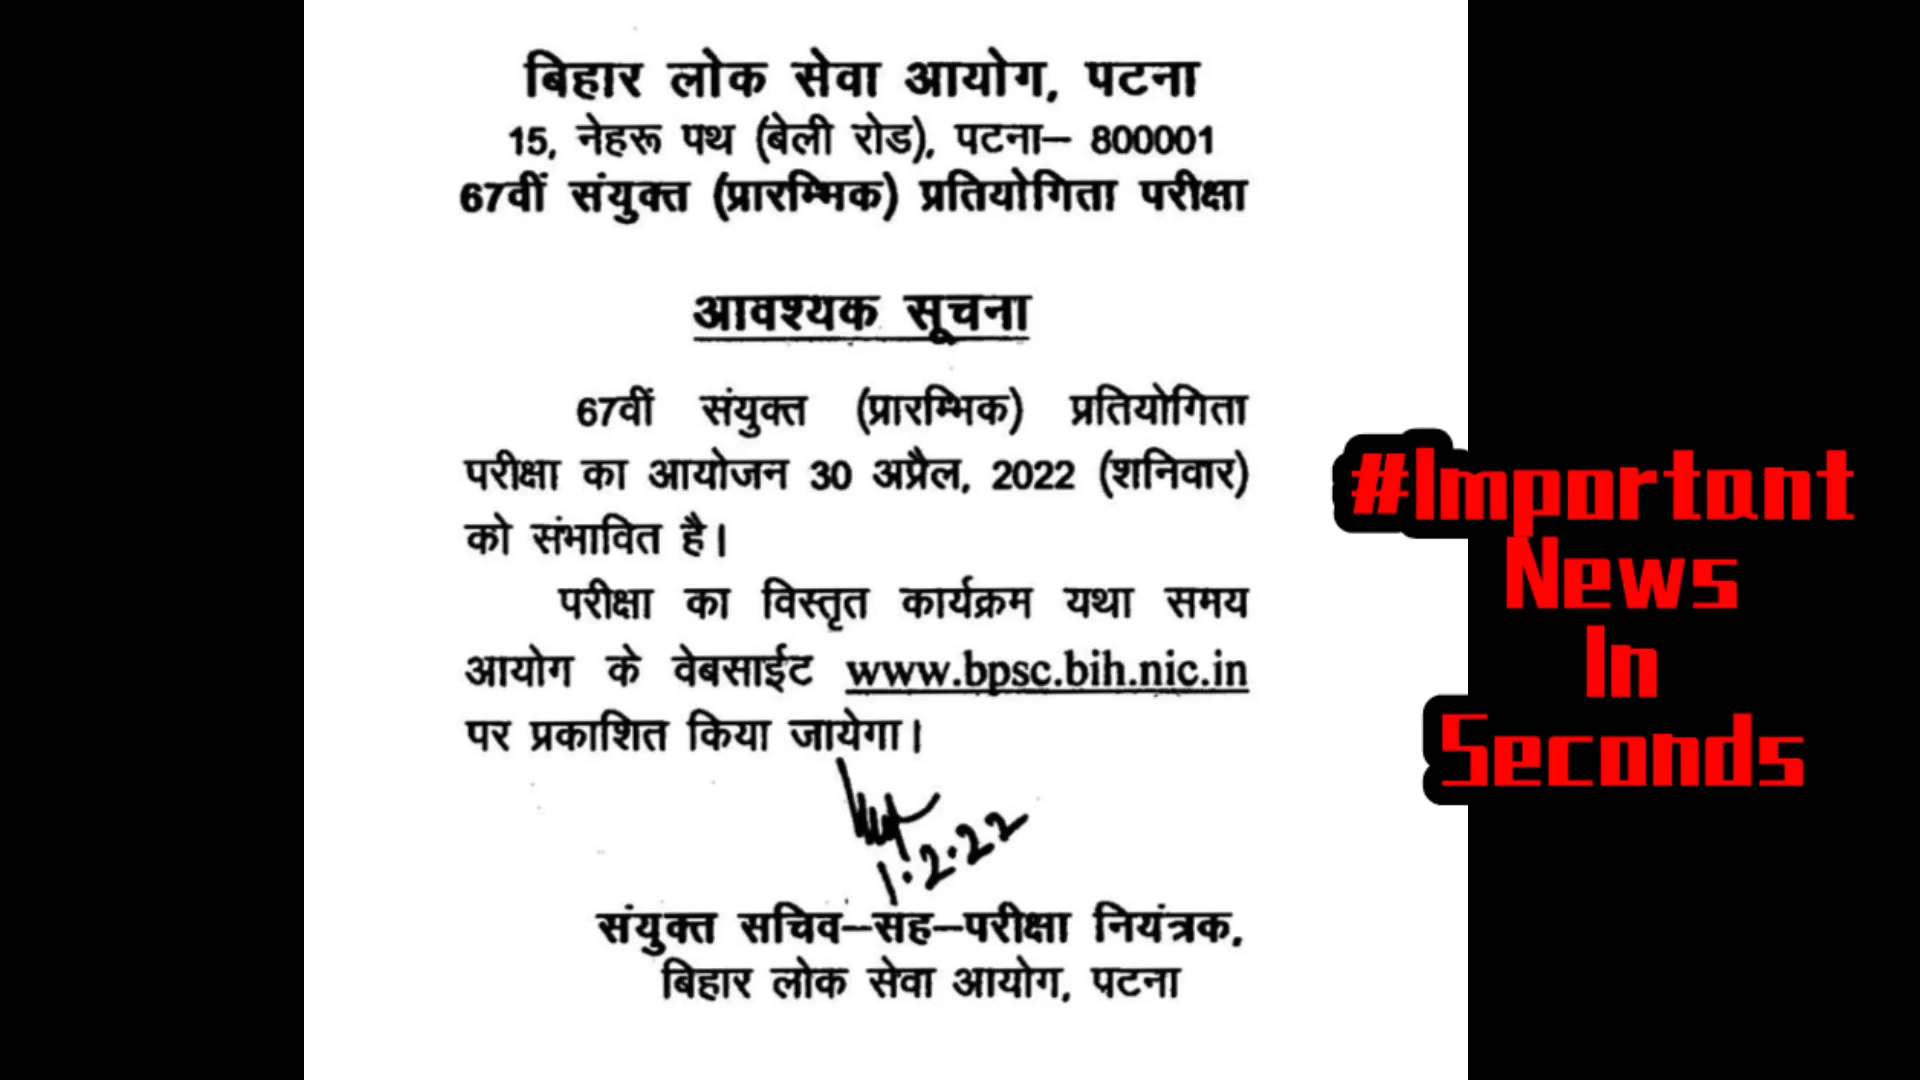 बिहार लोक सेवा आयोग, पटना
15, नेहरू पथ (बेली रोड), पटना– 800001
67वीं संयुक्त (प्रारम्भिक) प्रतियोगिता परीक्षा
आवश्यक सूचना
67वीं संयुक्त (प्रारम्भिक) प्रतियोगिता
परीक्षा का आयोजन 30 अप्रैल, 2022 (शनिवार)
को संभावित है।
परीक्षा का विस्तृत कार्यक्रम यथा समय
आयोग के वेबसाईट www.bpsc.bih.nic.in
पर प्रकाशित किया जायेगा।
1.2.22
संयुक्त सचिव–सह–परीक्षा नियंत्रक,
बिहार लोक सेवा आयोग, पटना
#Important
News
In
Seconds